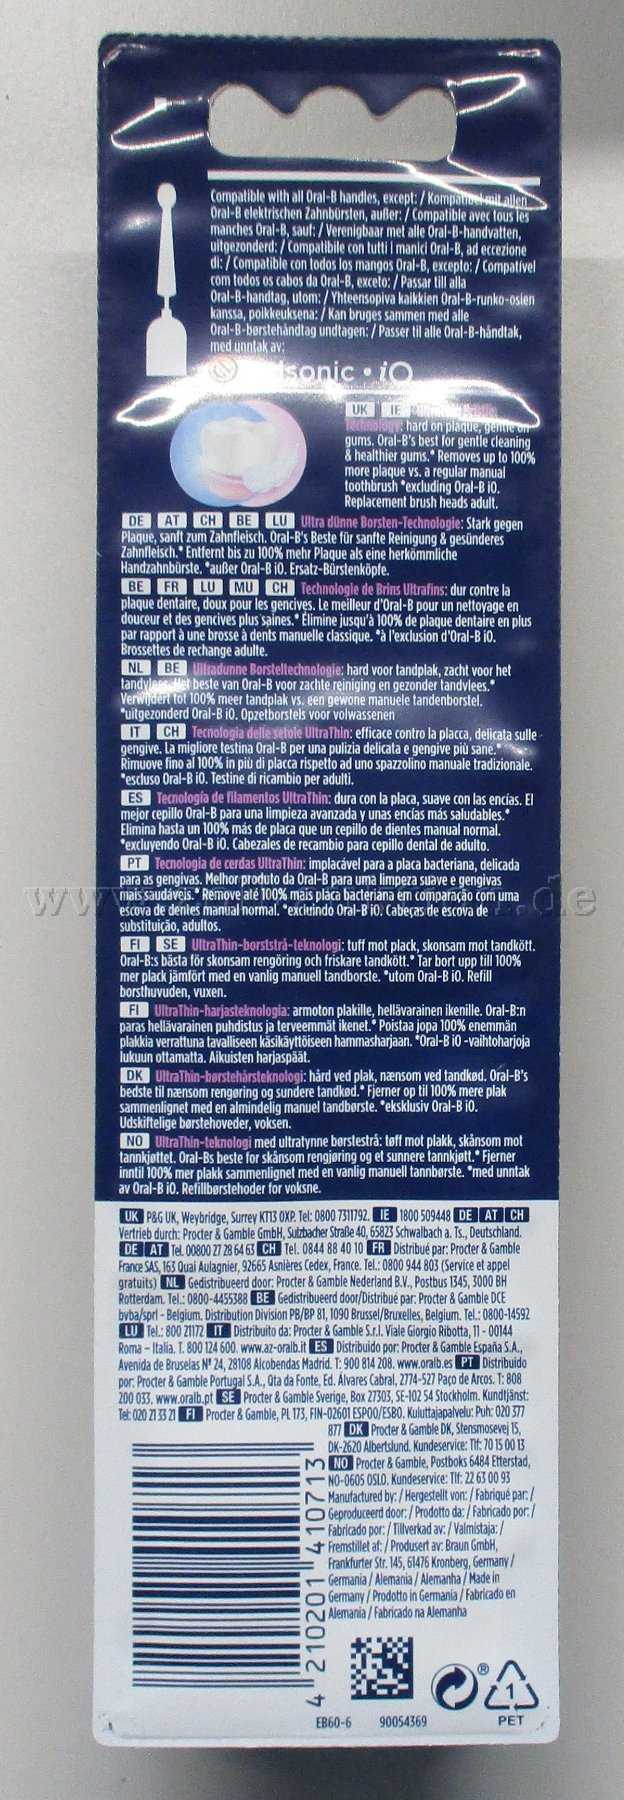 Compatible with all Oral-B handles, except: / Kompatibel mit allen
Oral-B elektrischen Zahnbürsten, außer: / Compatible avec tous les
manches Oral-B, sauf: / Verenigbaar met alle Oral-B-handvatten,
uitgezonderd: / Compatibile con tutti i manici Oral-B, ad eccezione
di: / Compatible con todos los mangos Oral-B, excepto: / Compatível
com todos os cabos da Oral-B, exceto: / Passar till alla
Oral-B-handtag, utom: / Yhteensopiva kaikkien Oral-B-runko-osien
kanssa, poikkeuksena: / Kan bruges sammen med alle
Oral-B-børstehåndtag undtagen: / Passer til alle Oral-B-håndtak,
med unntak av:
lsonic • iO
UK IE
Technology: hard on plaque, gentle on
gums. Oral-B's best for gentle cleaning
& healthier gums.* Removes up to 100%
more plaque vs. a regular manual
toothbrush *excluding Oral-B iO.
Replacement brush heads adult.
DE AT CH BE LU Ultra dünne Borsten-Technologie: Stark gegen
Plaque, sanft zum Zahnfleisch. Oral-B's Beste für sanfte Reinigung & gesünderes
Zahnfleisch.* Entfernt bis zu 100% mehr Plaque als eine herkömmliche
Handzahnbürste. *außer Oral-B iO. Ersatz-Bürstenköpfe.
BE FR LU MU CH Technologie de Brins Ultrafins: dur contre la
plaque dentaire, doux pour les gencives. Le meilleur d'Oral-B pour un nettoyage en
douceur et des gencives plus saines.* Élimine jusqu'à 100% de plaque dentaire en plus
par rapport à une brosse à dents manuelle classique. *à l'exclusion d'Oral-B iO.
Brossettes de rechange adulte.
NL BE Ultradunne Borsteltechnologie: hard voor tandplak, zacht voor het
tandvlees. Het beste van Oral-B voor zachte reiniging en gezonder tandvlees.*
Verwijdert tot 100% meer tandplak vs. een gewone manuele tandenborstel.
*uitgezonderd Oral-B iO. Opzetborstels voor volwassenen
IT CH Tecnologia delle setole UltraThin: efficace contro la placca, delicata sulle
gengive. La migliore testina Oral-B per una pulizia delicata e gengive più sane.*
Rimuove fino al 100% in più di placca rispetto ad uno spazzolino manuale tradizionale.
*escluso Oral-B iO. Testine di ricambio per adulti.
ES Tecnología de filamentos UltraThin: dura con la placa, suave con las encías. El
mejor cepillo Oral-B para una limpieza avanzada y unas encías más saludables.*
Elimina hasta un 100% más de placa que un cepillo de dientes manual normal.
*excluyendo Oral-B iO. Cabezales de recambio para cepillo dental de adulto.
PT Tecnologia de cerdas UltraThin: implacável para a placa bacteriana, delicada
para as gengivas. Melhor produto da Oral-B para uma limpeza suave e gengivas
mais saudáveis.* Remove até 100% mais placa bacteriana em comparação com uma
escova de dentes manual normal. *excluindo Oral-B iO. Cabeças de escova de
substituição, adultos.
FI SE UltraThin-borststrå-teknologi: tuff mot plack, skonsam mot tandkött.
Oral-B:s bästa för skonsam rengöring och friskare tandkött.* Tar bort upp till 100%
mer plack jämfört med en vanlig manuell tandborste. *utom Oral-B iO. Refill
borsthuvuden, vuxen.
FI UltraThin-harjasteknologia: armoton plakille, hellävarainen ikenille. Oral-B:n
paras hellävarainen puhdistus ja terveemmät ikenet.* Poistaa jopa 100% enemmän
plakkia verrattuna tavalliseen käsikäyttöiseen hammasharjaan. *Oral-B iO -vaihtoharjoja
lukuun ottamatta. Aikuisten harjaspäät.
DK UltraThin-børstehårsteknologi: hård ved plak, nænsom ved tandkød. Oral-B's
bedste til nænsom rengøring og sundere tandkød.* Fjerner op til 100% mere plak
sammenlignet med en almindelig manuel tandbørste. *eksklusiv Oral-B iO.
Udskiftelige børstehoveder, voksen.
NO UltraThin-teknologi med ultratynne børstestrå: tøff mot plakk, skånsom mot
tannkjøttet. Oral-Bs beste for skånsom rengjøring og et sunnere tannkjøtt.* Fjerner
inntil 100% mer plakk sammenlignet med en vanlig manuell tannbørste. *med unntak
av Oral-B iO. Refillbørstehoder for voksne.
UK P&G UK, Weybridge, Surrey KT13 0XP. Tel: 0800 7311792. IE 1800 509448 DE AT CH
Vertrieb durch: Procter & Gamble GmbH, Sulzbacher Straße 40, 65823 Schwalbach a. Ts., Deutschland.
DE AT Tel. 00800 27 28 64 63 CH Tel. 0844 88 40 10 FR Distribué par: Procter & Gamble
France SAS, 163 Quai Aulagnier, 92665 Asnières Cedex, France. Tel.: 0800 944 803 (Service et appel
gratuits) NL Gedistribueerd door: Procter & Gamble Nederland B.V., Postbus 1345, 3000 BH
Rotterdam. Tel.: 0800-4455388 BE Gedistribueerd door/Distribué par: Procter & Gamble DCE
bvba/sprl - Belgium. Distribution Division PB/BP 81, 1090 Brussel/Bruxelles, Belgium. Tel.: 0800-14592
LU Tel.: 800 21172 IT Distribuito da: Procter & Gamble S.r.l. Viale Giorgio Ribotta, 11 - 00144
Roma – Italia. T. 800 124 600. www.az-oralb.it ES Distribuido por: Procter & Gamble España S.A.,
Avenida de Bruselas Nº 24, 28108 Alcobendas Madrid. T: 900 814 208. www.oralb.es PT Distribuído
por: Procter & Gamble Portugal S.A., Qta da Fonte, Ed. Álvares Cabral, 2774-527 Paço de Arcos. T: 808
200 033. www.oralb.pt SE Procter & Gamble Sverige, Box 27303, SE-102 54 Stockholm. Kundtjänst:
Tel: 020 21 33 21 FI Procter & Gamble, PL 173, FIN-02601 ESPOO/ESBO. Kuluttajapalvelu: Puh: 020 377
877 DK Procter & Gamble DK, Stensmosevej 15,
DK-2620 Albertslund. Kundeservice: Tlf: 70 15 00 13
NO Procter & Gamble, Postboks 6484 Etterstad,
NO-0605 OSLO. Kundeservice: Tlf: 22 63 00 93
Manufactured by: / Hergestellt von: / Fabriqué par: /
Geproduceerd door: / Prodotto da: / Fabricado por: /
Fabricado por: / Tillverkad av: / Valmistaja: /
Fremstillet af: / Produsert av: Braun GmbH,
Frankfurter Str. 145, 61476 Kronberg, Germany /
Germania / Alemania / Alemanha / Made in
Germany / Prodotto in Germania / Fabricado en
Alemania / Fabricado na Alemanha
4 210201 410713
EB60-6 90054369
®
1
PET